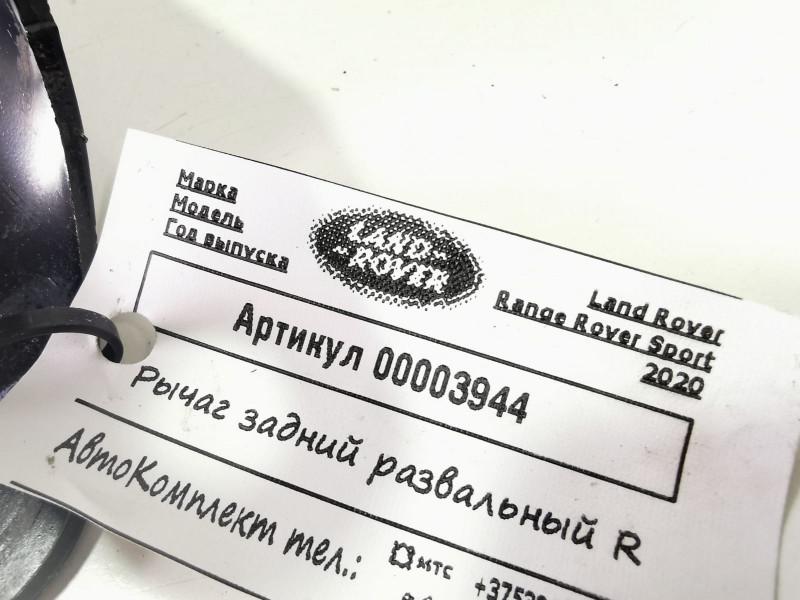 Марка
Модель
Год выпуска
LAND-
-ROVER
Land Rover
Range Rover Sport
2020
Артикул 00003944
Рычаг задний развальный R
АвтоКомплект тел.:
мтс